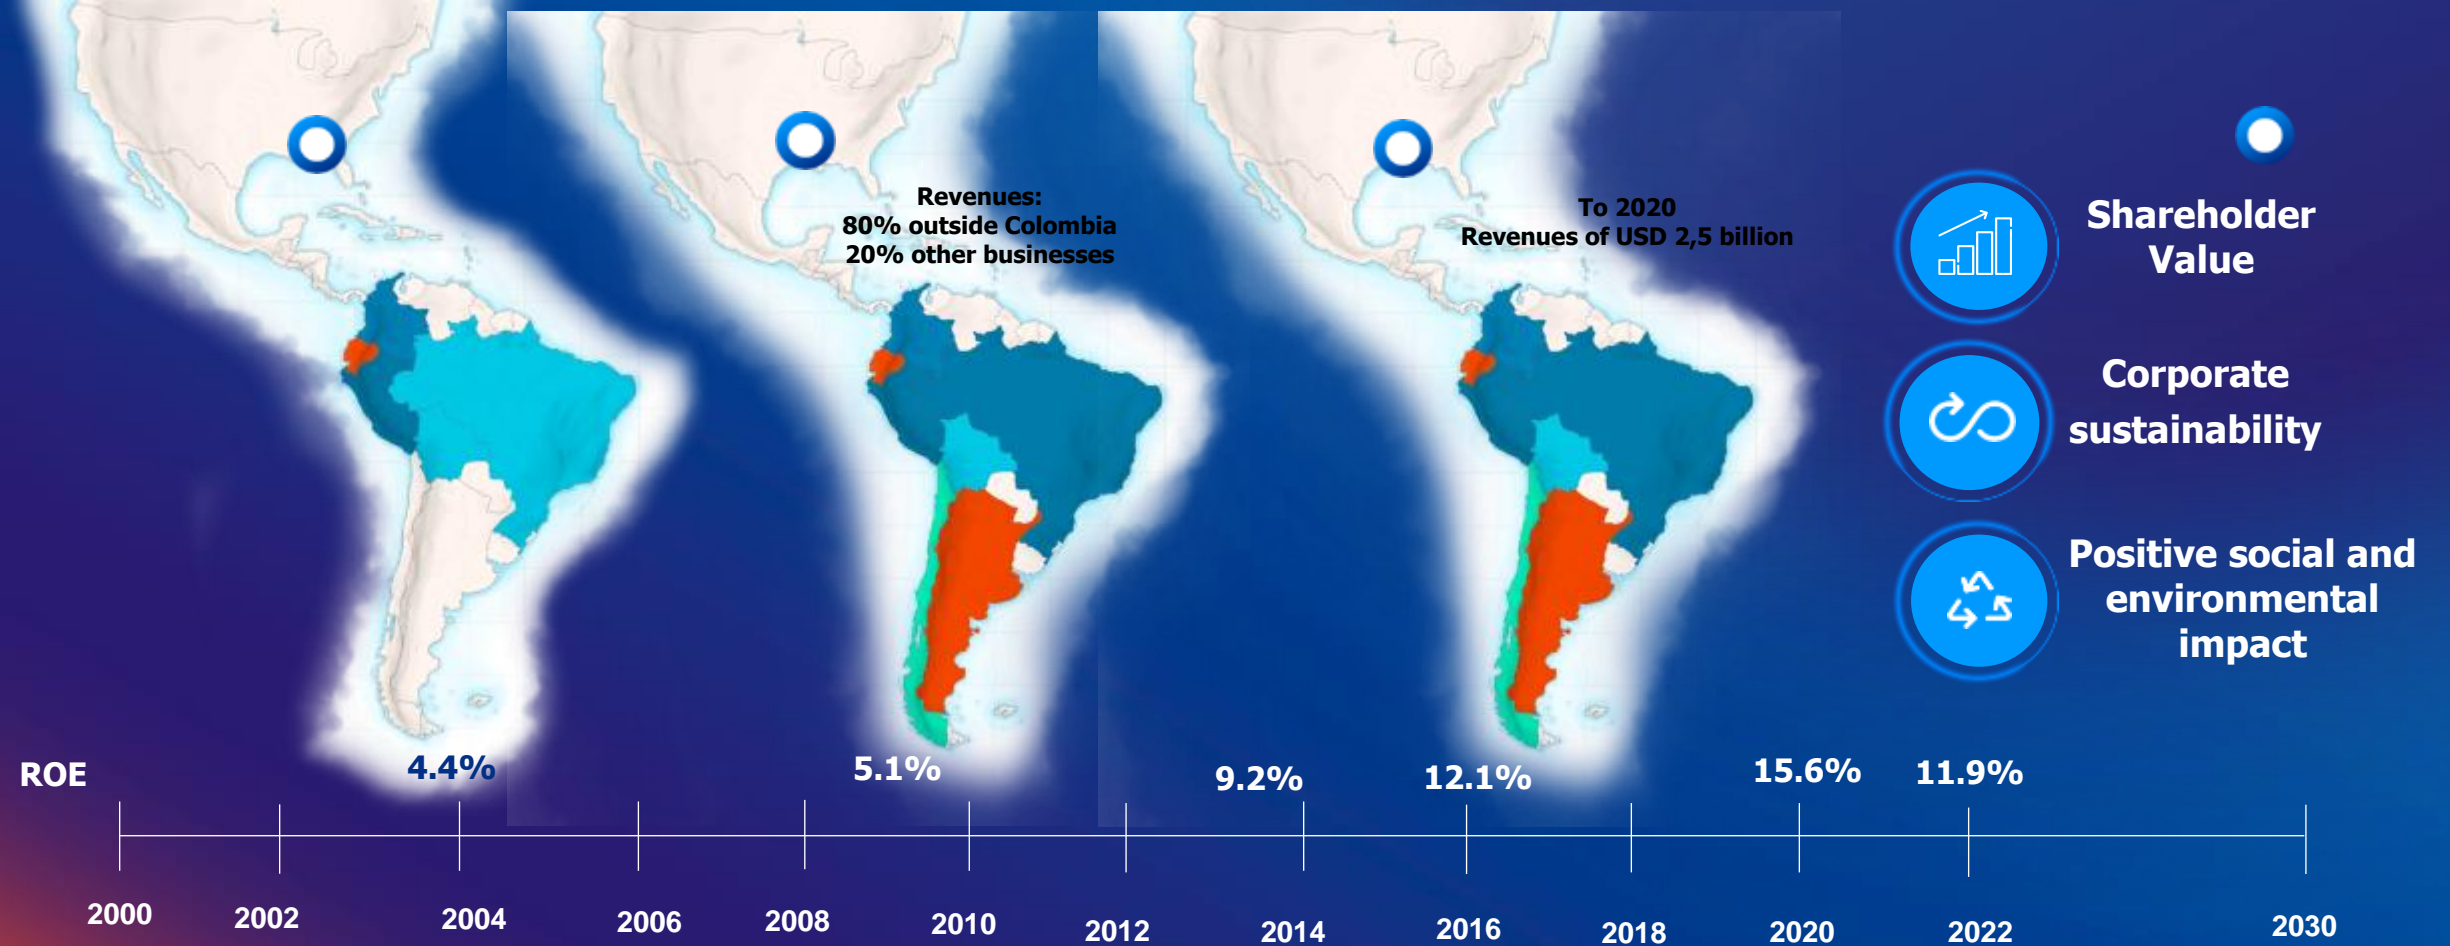 Revenues:
80% outside Colombia
20% other businesses
To 2020
Revenues of USD 2,5 billion
Shareholder
Value
Corporate
sustainability
Positive social and
environmental
impact
ROE
4.4%
5.1%
9.2%
12.1%
15.6%
11.9%
2000
2002
2004
2006
2008
2010
2012
2014
2016
2018
2020
2022
2030